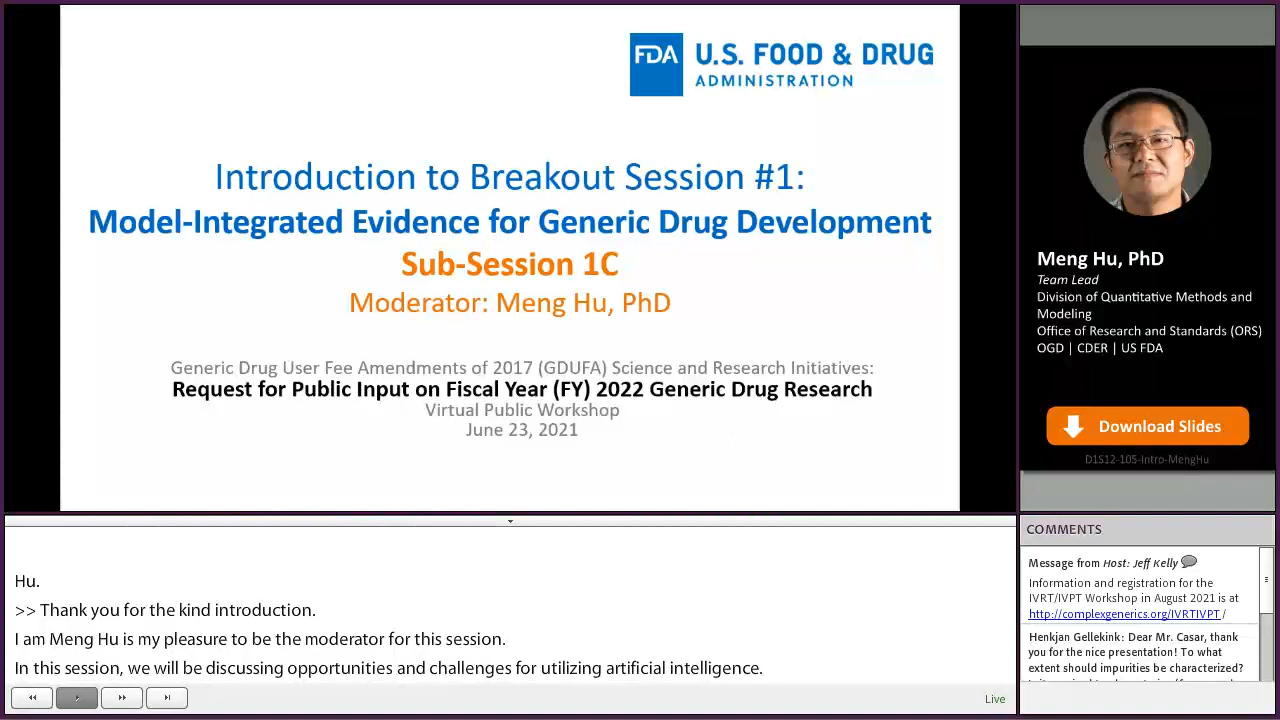 FDA
U.S. FOOD & DRUG
ADMINISTRATION
Introduction to Breakout Session #1:
Model-Integrated Evidence for Generic Drug Development
Sub-Session 1C
Moderator: Meng Hu, PhD
Generic Drug User Fee Amendments of 2017 (GDUFA) Science and Research Initiatives:
Request for Public Input on Fiscal Year (FY) 2022 Generic Drug Research
Virtual Public Workshop
June 23, 2021
Meng Hu, PhD
Team Lead
Division of Quantitative Methods and
Modeling
Office of Research and Standards (ORS)
OGD | CDER | US FDA
Download Slides
D1S12-105-Intro-MengHu
Hu.
>> Thank you for the kind introduction.
I am Meng Hu is my pleasure to be the moderator for this session.
In this session, we will be discussing opportunities and challenges for utilizing artificial intelligence.
Live
COMMENTS
Message from Host: Jeff Kelly
Information and registration for the
IVRT/IVPT Workshop in August 2021 is at
http://complexgenerics.org/IVRTIVPT /
Henkjan Gellekink: Dear Mr. Casar, thank
you for the nice presentation! To what
extent should impurities be characterized?